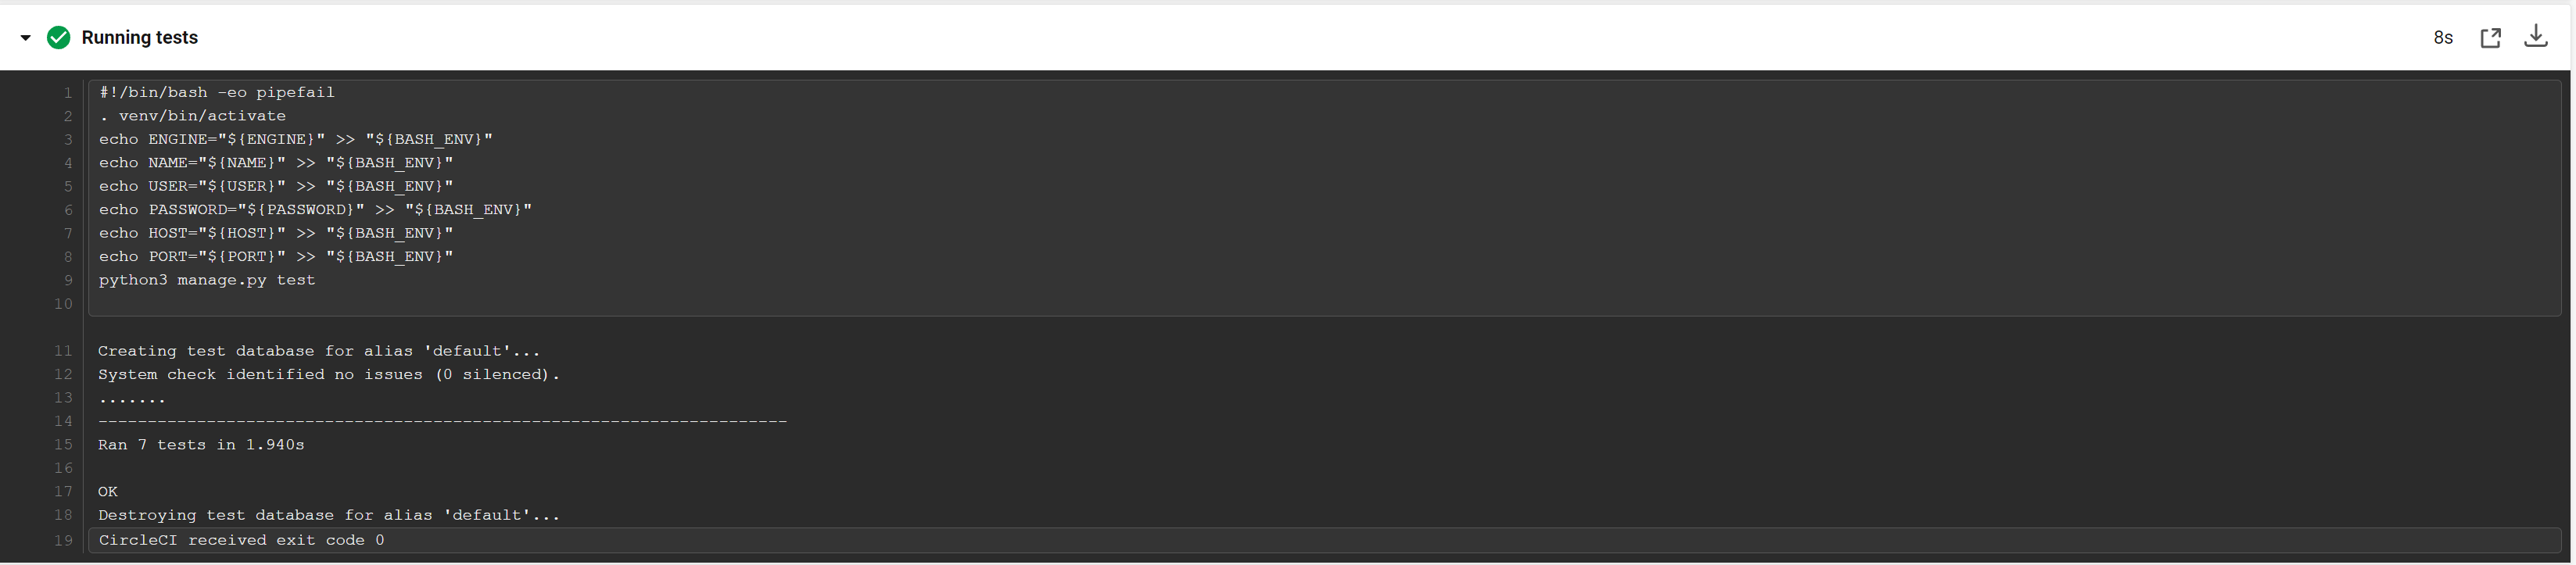 Running tests 8s
1 #!/bin/bash -eo pipefail
2 . venv/bin/activate
3 echo ENGINE="${ENGINE}" >> "${BASH_ENV}"
4 echo NAME="${NAME}" >> "${BASH_ENV}"
5 echo USER="${USER}" >> "${BASH_ENV}"
6 echo PASSWORD="${PASSWORD}" >> "${BASH_ENV}"
7 echo HOST="${HOST}" >> "${BASH_ENV}"
8 echo PORT="${PORT}" >> "${BASH_ENV}"
9 python3 manage.py test
10
11 Creating test database for alias 'default'...
12 System check identified no issues (0 silenced).
13 .......
14 ----------------------------------------------------------------------
15 Ran 7 tests in 1.940s
16
17 OK
18 Destroying test database for alias 'default'...
19 CircleCI received exit code 0